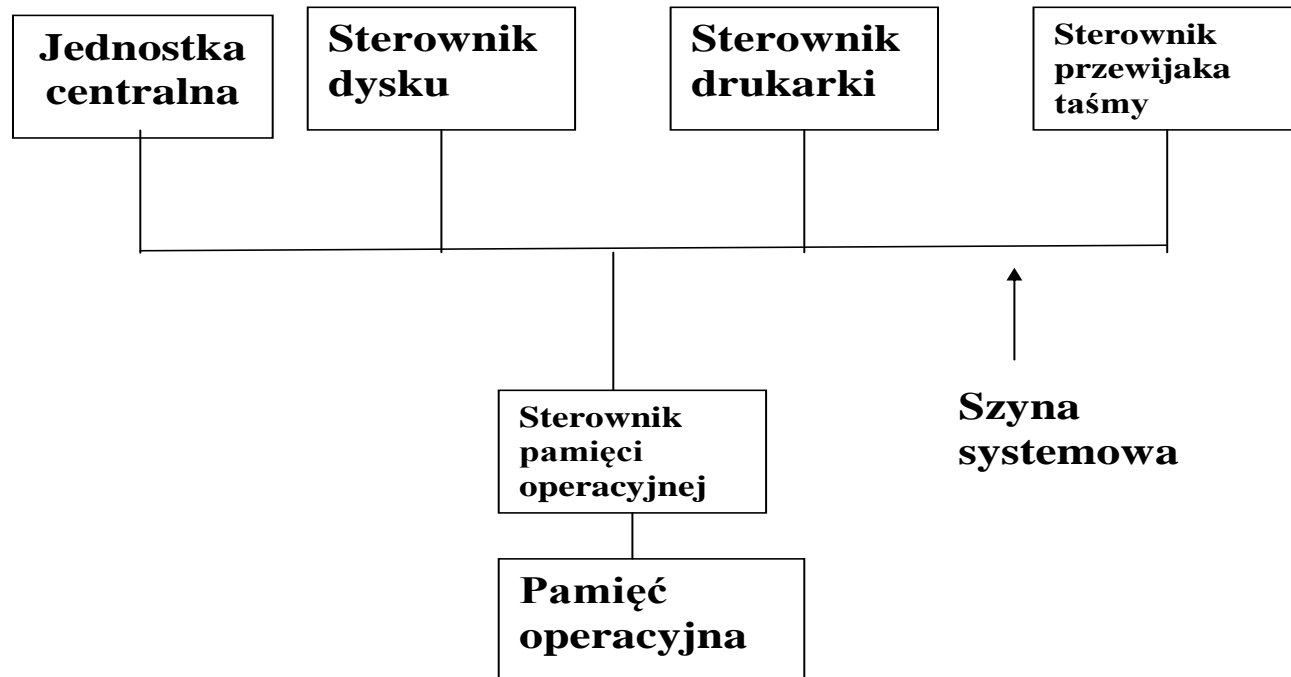 Jednostka
centralna
Sterownik
dysku
Sterownik
drukarki
Sterownik
przewijaka
taśmy
Sterownik
pamięci
operacyjnej
Szyna
systemowa
Pamięć
operacyjna